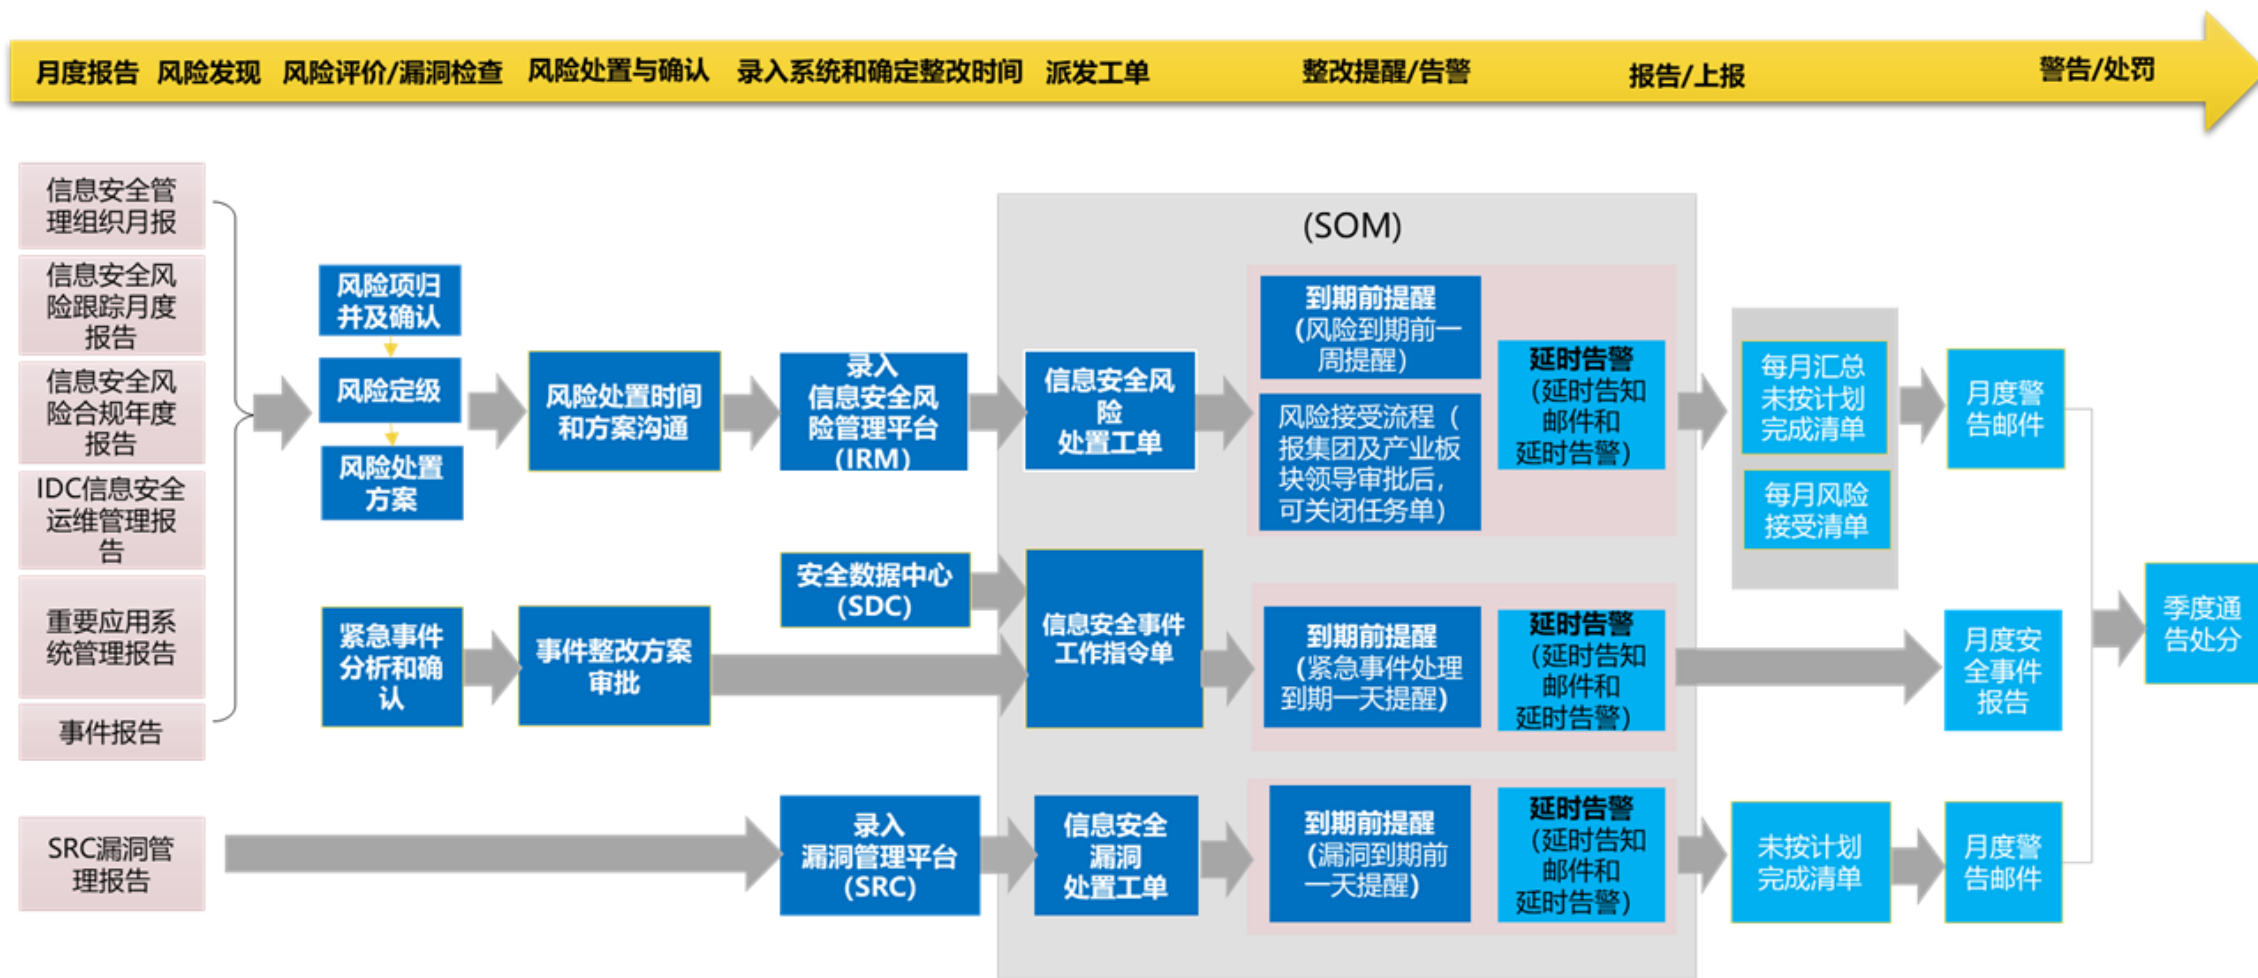 月度报告 风险发现 风险评价/漏洞检查 风险处置与确认 录入系统和确定整改时间 派发工单 整改提醒/告警 报告/上报 警告/处罚
信息安全管
理组织月报
信息安全风
险跟踪月度
报告
信息安全风
险合规年度
报告
IDC信息安全
运维管理报
告
重要应用系
统管理报告
事件报告
SRC漏洞管
理报告
风险项归
并及确认
风险定级
风险处置
方案
风险处置时间
和方案沟通
录入
信息安全风
险管理平台
(IRM)
(SOM)
信息安全风
险
处置工单
到期前提醒
(风险到期前一
周提醒)
风险接受流程（
报集团及产业板
块领导审批后，
可关闭任务单）
延时告警
(延时告知
邮件和
延时告警)
每月汇总
未按计划
完成清单
每月风险
接受清单
月度警
告邮件
紧急事件
分析和确
认
事件整改方案
审批
安全数据中心
(SDC)
信息安全事件
工作指令单
到期前提醒
(紧急事件处理
到期一天提醒)
延时告警
(延时告知
邮件和
延时告警)
月度安
全事件
报告
季度通
告处分
录入
漏洞管理平台
(SRC)
信息安全
漏洞
处置工单
到期前提醒
(漏洞到期前
一天提醒)
延时告警
(延时告知
邮件和
延时告警)
未按计划
完成清单
月度警
告邮件